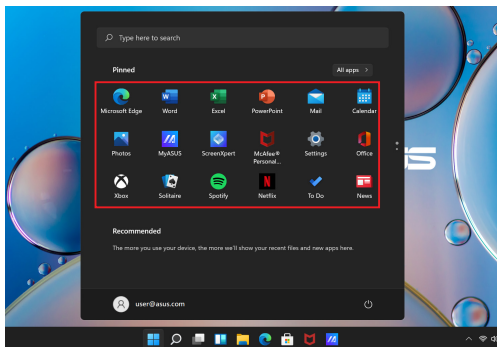 Type here to search
Pinned
All apps >
Microsoft Edge
Word
Excel
PowerPoint
Mail
Calendar
Photos
MyASUS
ScreenXpert
McAfee®
Personal...
Settings
Office
Xbox
Solitaire
Spotify
Netflix
To Do
News
Recommended
The more you use your device, the more we'll show your recent files and new apps here.
user@asus.com